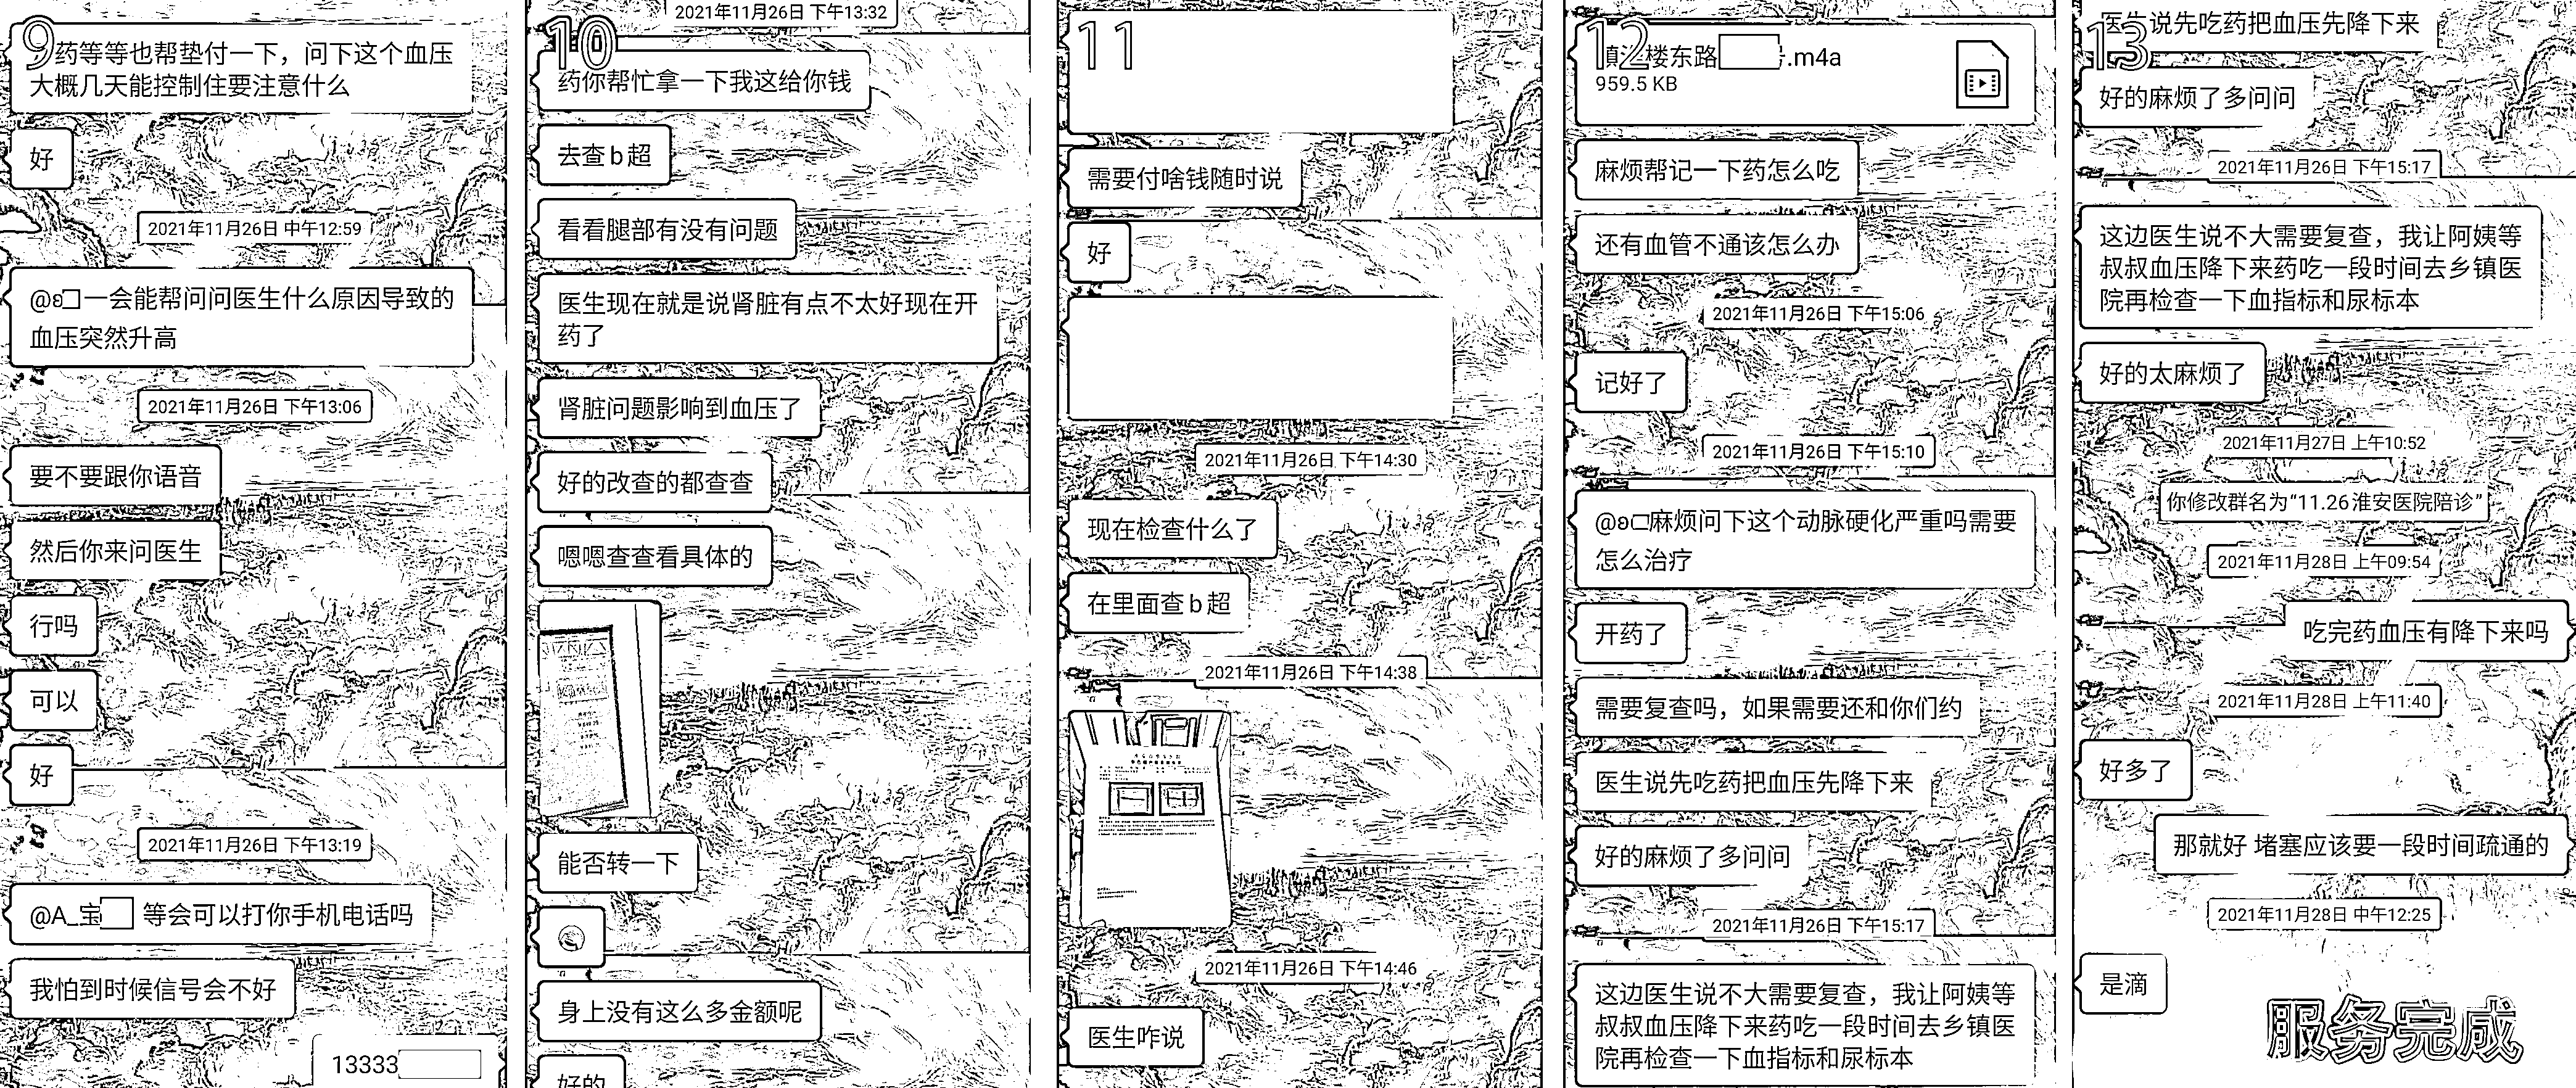 9
药等等也帮垫付一下，问下这个血压
大概几天能控制住要注意什么
好
2021年11月26日 中午12:59
一会能帮问问医生什么原因导致的
血压突然升高
2021年11月26日 下午13:06
要不要跟你语音
然后你来问医生
行吗
可以
好
2021年11月26日 下午13:19
@A_宝 等会可以打你手机电话吗
我怕到时候信号会不好
13333
2021年11月26日 下午13:32
10
药你帮忙拿一下我这给你钱
去查b超
看看腿部有没有问题
医生现在就是说肾脏有点不太好现在开
药了
肾脏问题影响到血压了
好的改查的都查查
嗯嗯查查看具体的
能否转一下
身上没有这么多金额呢
好的
11
需要付啥钱随时说
好
2021年11月26日 下午14:30
现在检查什么了
在里面查b超
2021年11月26日 下午14:38
2021年11月26日 下午14:46
医生咋说
12
楼东路 .m4a
959.5 KB
麻烦帮记一下药怎么吃
还有血管不通该怎么办
2021年11月26日 下午15:06
记好了
2021年11月26日 下午15:10
麻烦问下这个动脉硬化严重吗需要
怎么治疗
开药了
需要复查吗，如果需要还和你们约
医生说先吃药把血压先降下来
好的麻烦了多问问
2021年11月26日 下午15:17
这边医生说不大需要复查，我让阿姨等
叔叔血压降下来药吃一段时间去乡镇医
院再检查一下血指标和尿标本
13
医生说先吃药把血压先降下来
好的麻烦了多问问
2021年11月26日 下午15:17
这边医生说不大需要复查，我让阿姨等
叔叔血压降下来药吃一段时间去乡镇医
院再检查一下血指标和尿标本
好的太麻烦了
2021年11月27日 上午10:52
你修改群名为“11.26淮安医院陪诊”
2021年11月28日 上午09:54
吃完药血压有降下来吗
2021年11月28日 上午11:40
好多了
那就好 堵塞应该要一段时间疏通的
2021年11月28日 中午12:25
是滴
服务完成